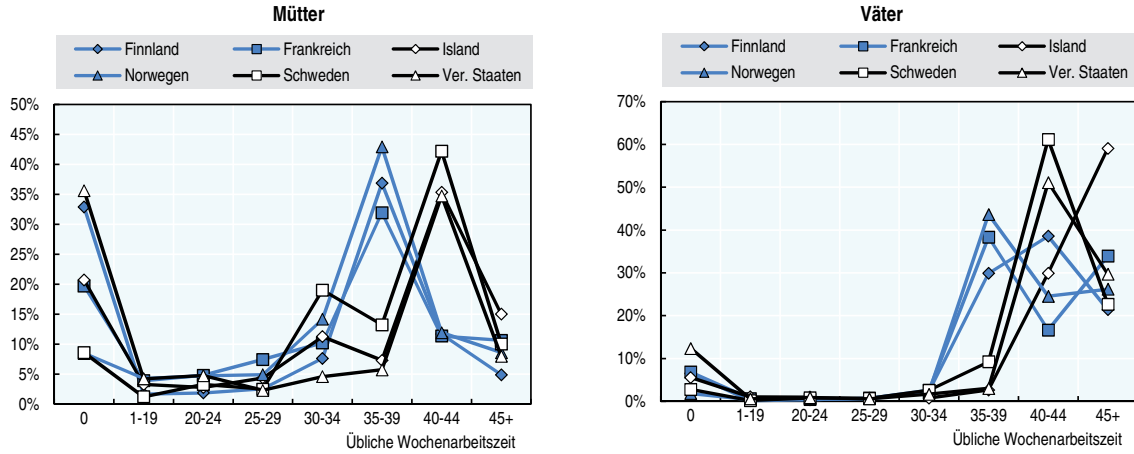 Mütter
Finnland Frankreich Island
Norwegen Schweden Ver. Staaten
50%
45%
40%
35%
30%
25%
20%
15%
10%
5%
0%
0 1-19 20-24 25-29 30-34 35-39 40-44 45+
Übliche Wochenarbeitszeit
Väter
Finnland Frankreich Island
Norwegen Schweden Ver. Staaten
70%
60%
50%
40%
30%
20%
10%
0%
0 1-19 20-24 25-29 30-34 35-39 40-44 45+
Übliche Wochenarbeitszeit